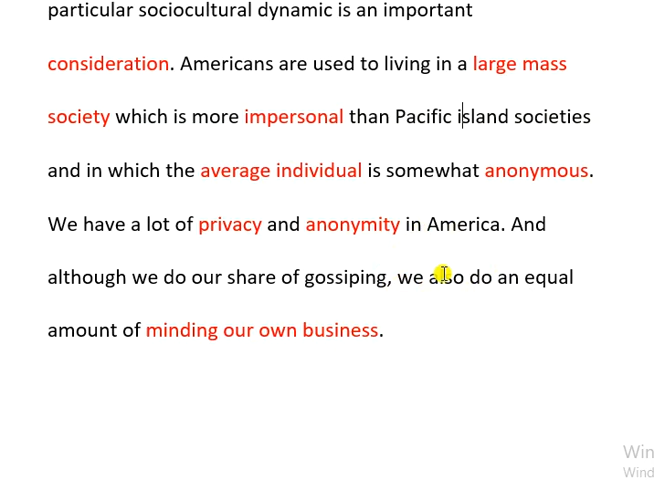 particular sociocultural dynamic is an important
consideration. Americans are used to living in a large mass
society which is more impersonal than Pacific island societies
and in which the average individual is somewhat anonymous.
We have a lot of privacy and anonymity in America. And
although we do our share of gossiping, we also do an equal
amount of minding our own business.
Win
Wind